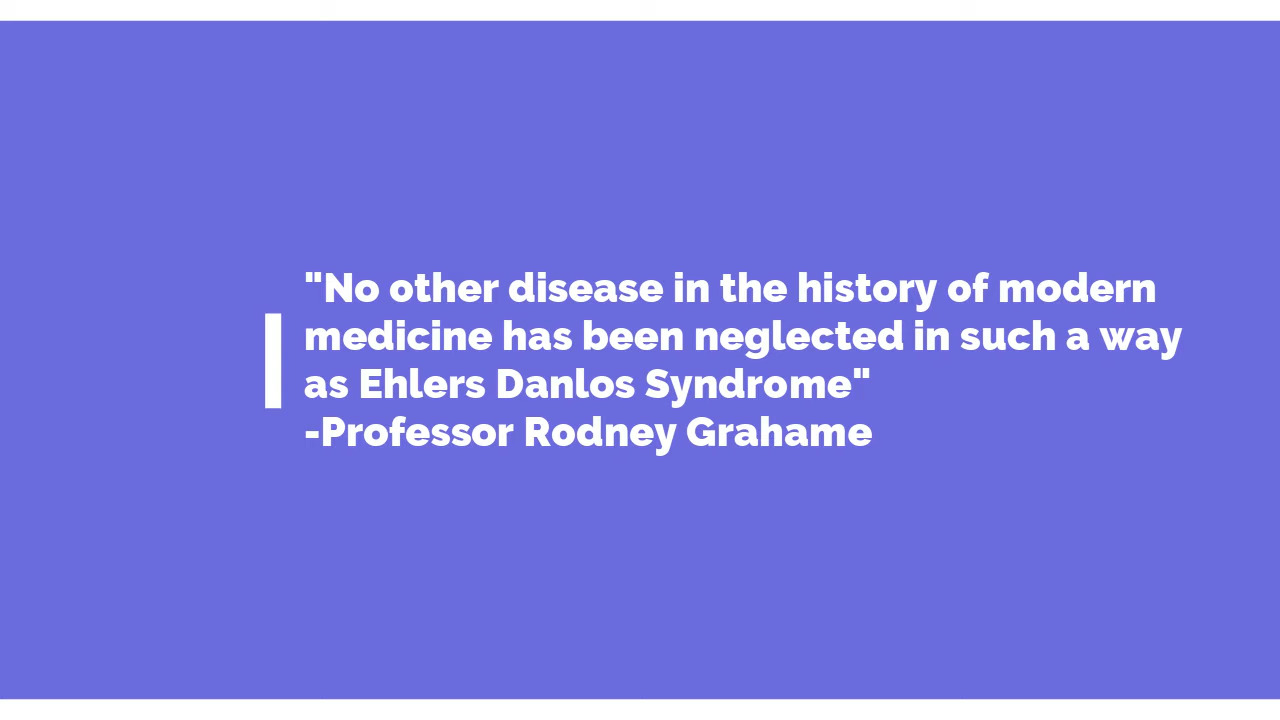 "No other disease in the history of modern
medicine has been neglected in such a way
as Ehlers Danlos Syndrome"
-Professor Rodney Grahame